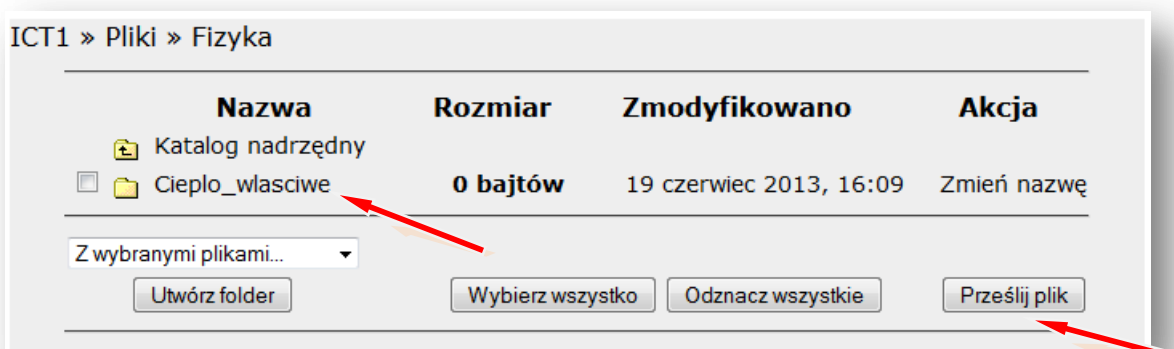 ICT1 » Pliki » Fizyka
Nazwa Rozmiar Zmodyfikowano Akcja
Katalog nadrzędny
Cieplo_wlasciwe 0 bajtów 19 czerwiec 2013, 16:09 Zmień nazwę
Z wybranymi plikami...
Utwórz folder Wybierz wszystko Odznacz wszystkie Prześlij plik